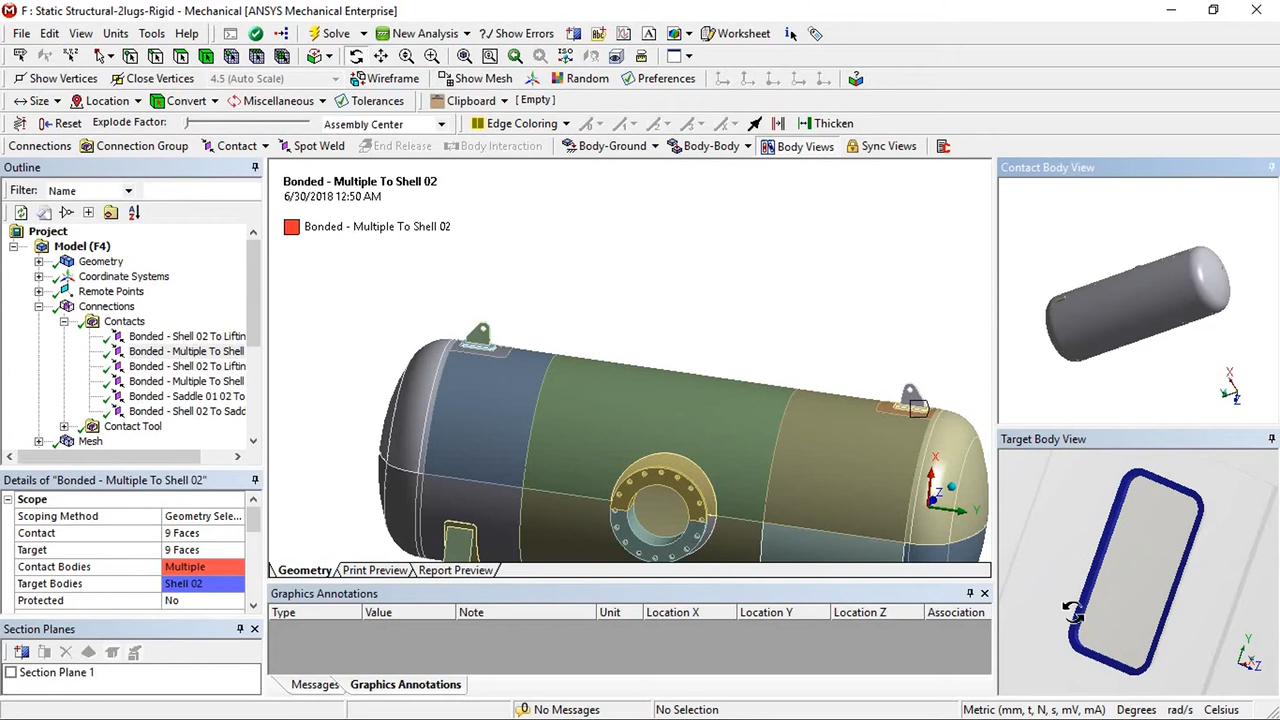 F : Static Structural-2lugs-Rigid - Mechanical [ANSYS Mechanical Enterprise]
File Edit View Units Tools Help Solve New Analysis ?/ Show Errors Worksheet
Show Vertices Close Vertices 4.5 (Auto Scale) Wireframe Show Mesh Random Preferences
Size Location Convert Miscellaneous Tolerances Clipboard [ Empty ]
Reset Explode Factor: Assembly Center Edge Coloring Thicken
Connections Connection Group Contact Spot Weld End Release Body Interaction Body-Ground Body-Body Body Views Sync Views
Outline
Filter: Name
Project
Model (F4)
Geometry
Coordinate Systems
Remote Points
Connections
Contacts
Bonded - Shell 02 To Liftin
Bonded - Multiple To Shell
Bonded - Shell 02 To Liftin
Bonded - Multiple To Shell
Bonded - Saddle 01 02 To
Bonded - Shell 02 To Sadd
Contact Tool
Mesh
Details of "Bonded - Multiple To Shell 02"
Scope
Scoping Method Geometry Sele...
Contact 9 Faces
Target 9 Faces
Contact Bodies Multiple
Target Bodies Shell 02
Protected No
Section Planes
Section Plane 1
Bonded - Multiple To Shell 02
6/30/2018 12:50 AM
Bonded - Multiple To Shell 02
X
Y
Z
Geometry Print Preview Report Preview
Graphics Annotations
Type Value Note Unit Location X Location Y Location Z Association
Messages Graphics Annotations
Contact Body View
X
Y
Z
Target Body View
Y
X
Z
No Messages No Selection Metric (mm, t, N, s, mV, mA) Degrees rad/s Celsius